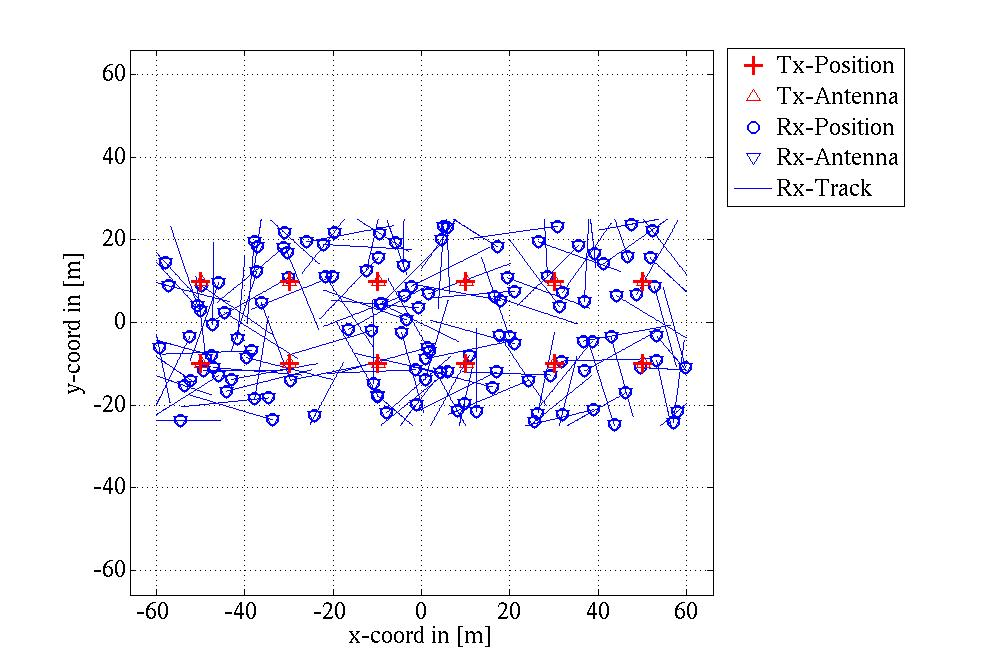 60
40
20
0
-20
-40
-60
-60 -40 -20 0 20 40 60
x-coord in [m]
y-coord in [m]
Tx-Position
Tx-Antenna
Rx-Position
Rx-Antenna
Rx-Track